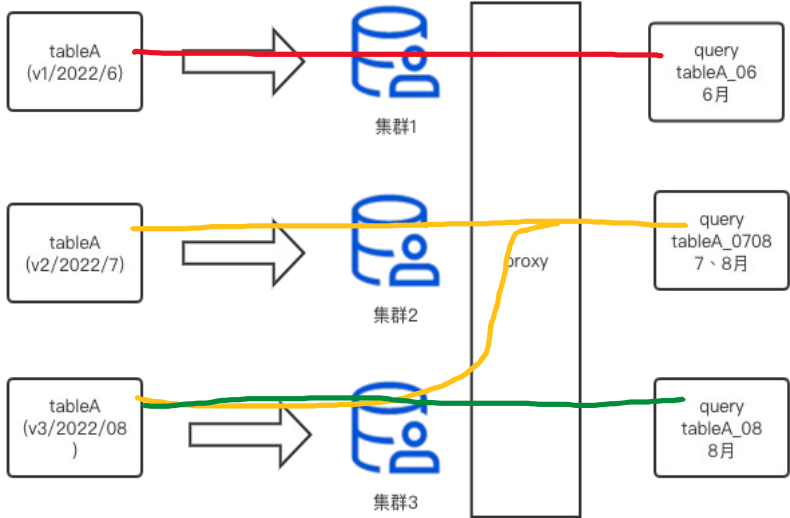 tableA
(v1/2022/6)
集群1
query
tableA_06
6月
tableA
(v2/2022/7)
集群2
proxy
query
tableA_0708
7、8月
tableA
(v3/2022/08
)
集群3
query
tableA_08
8月